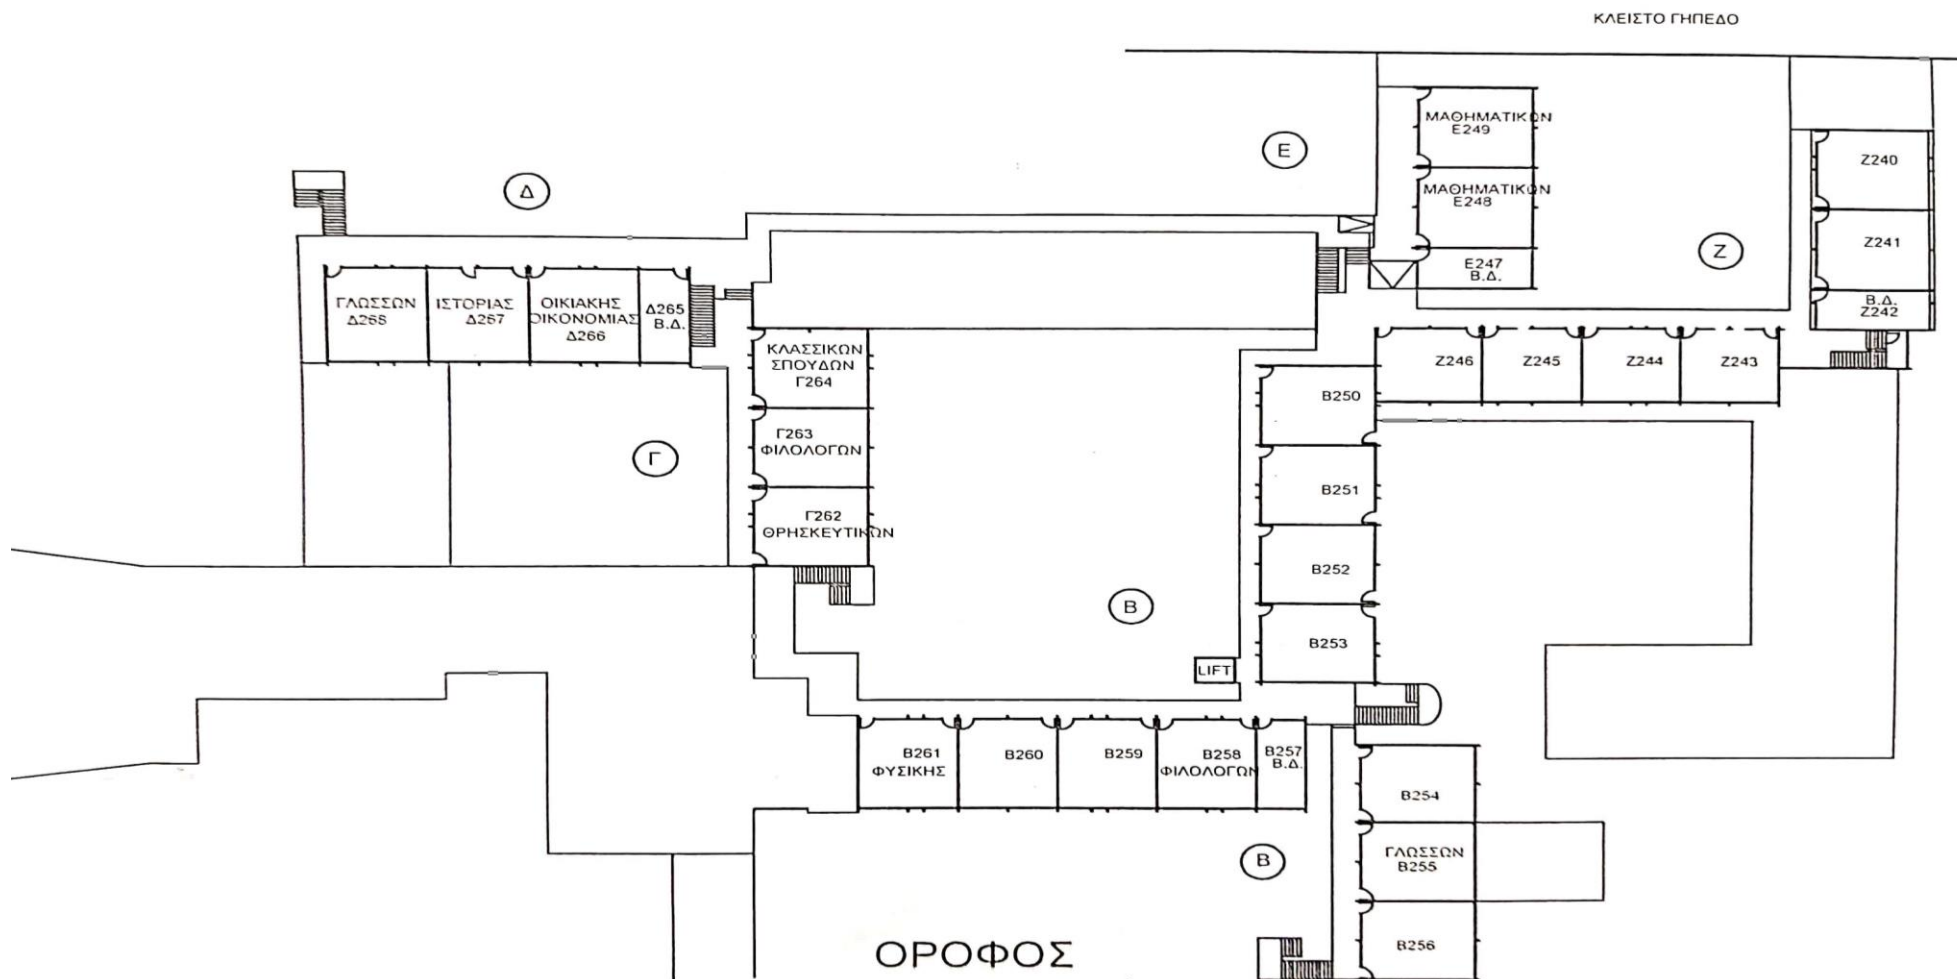 ΚΛΕΙΣΤΟ ΓΗΠΕΔΟ
Δ
Ε
Ζ
Γ
Β
Β
ΜΑΘΗΜΑΤΙΚΩΝ
Ε249
ΜΑΘΗΜΑΤΙΚΩΝ
Ε248
Ε247
Β.Δ.
Ζ240
Ζ241
Β.Δ.
Ζ242
ΓΛΩΣΣΩΝ
Δ268
ΙΣΤΟΡΙΑΣ
Δ267
ΟΙΚΙΑΚΗΣ
ΟΙΚΟΝΟΜΙΑΣ
Δ266
Δ265
Β.Δ.
ΚΛΑΣΣΙΚΩΝ
ΣΠΟΥΔΩΝ
Γ264
Γ263
ΦΙΛΟΛΟΓΩΝ
Γ262
ΘΡΗΣΚΕΥΤΙΚΩΝ
Ζ246
Ζ245
Ζ244
Ζ243
Β250
Β251
Β252
Β253
LIFT
Β261
ΦΥΣΙΚΗΣ
Β260
Β259
Β258
ΦΙΛΟΛΟΓΩΝ
Β257
Β.Δ.
Β254
ΓΛΩΣΣΩΝ
Β255
Β256
ΟΡΟΦΟΣ